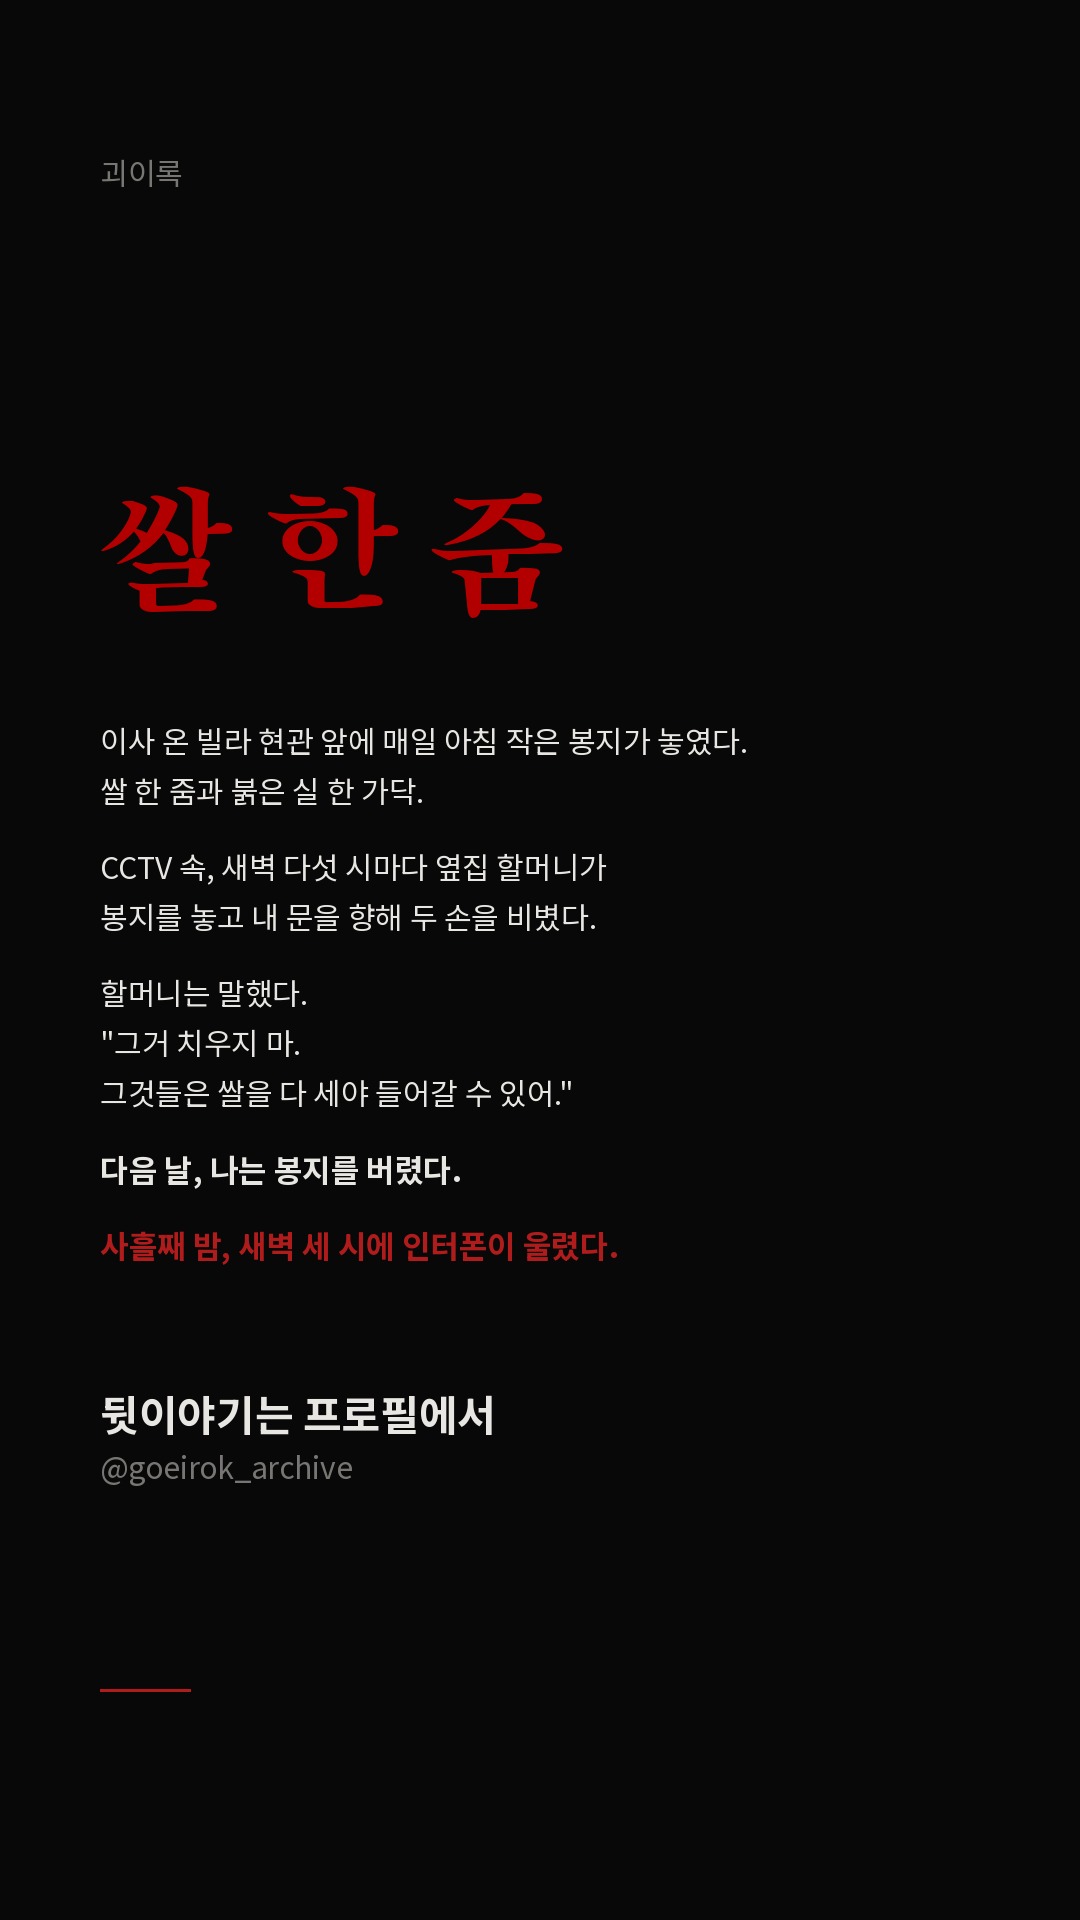 괴이록
쌀 한 줌
이사 온 빌라 현관 앞에 매일 아침 작은 봉지가 놓였다.
쌀 한 줌과 붉은 실 한 가닥.
CCTV 속, 새벽 다섯 시마다 옆집 할머니가
봉지를 놓고 내 문을 향해 두 손을 비볐다.
할머니는 말했다.
"그거 치우지 마.
그것들은 쌀을 다 세야 들어갈 수 있어."
다음 날, 나는 봉지를 버렸다.
사흘째 밤, 새벽 세 시에 인터폰이 울렸다.
뒷이야기는 프로필에서
@goeirok_archive